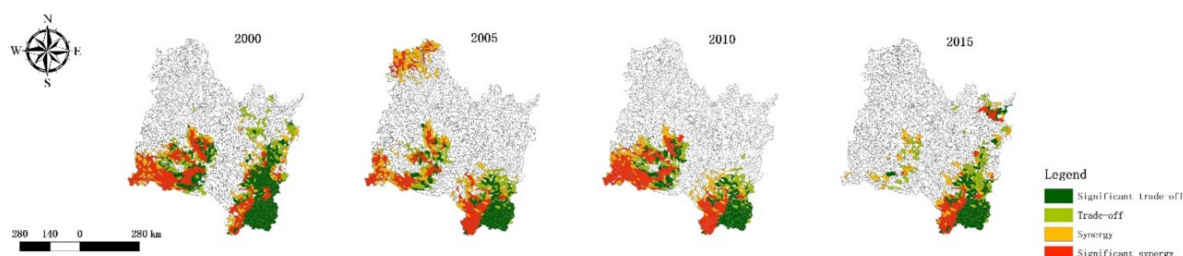 N
W E
S
2000
2005
2010
2015
280 140 0 280 km
Legend
Significant trade-off
Trade-off
Synergy
Significant synergy